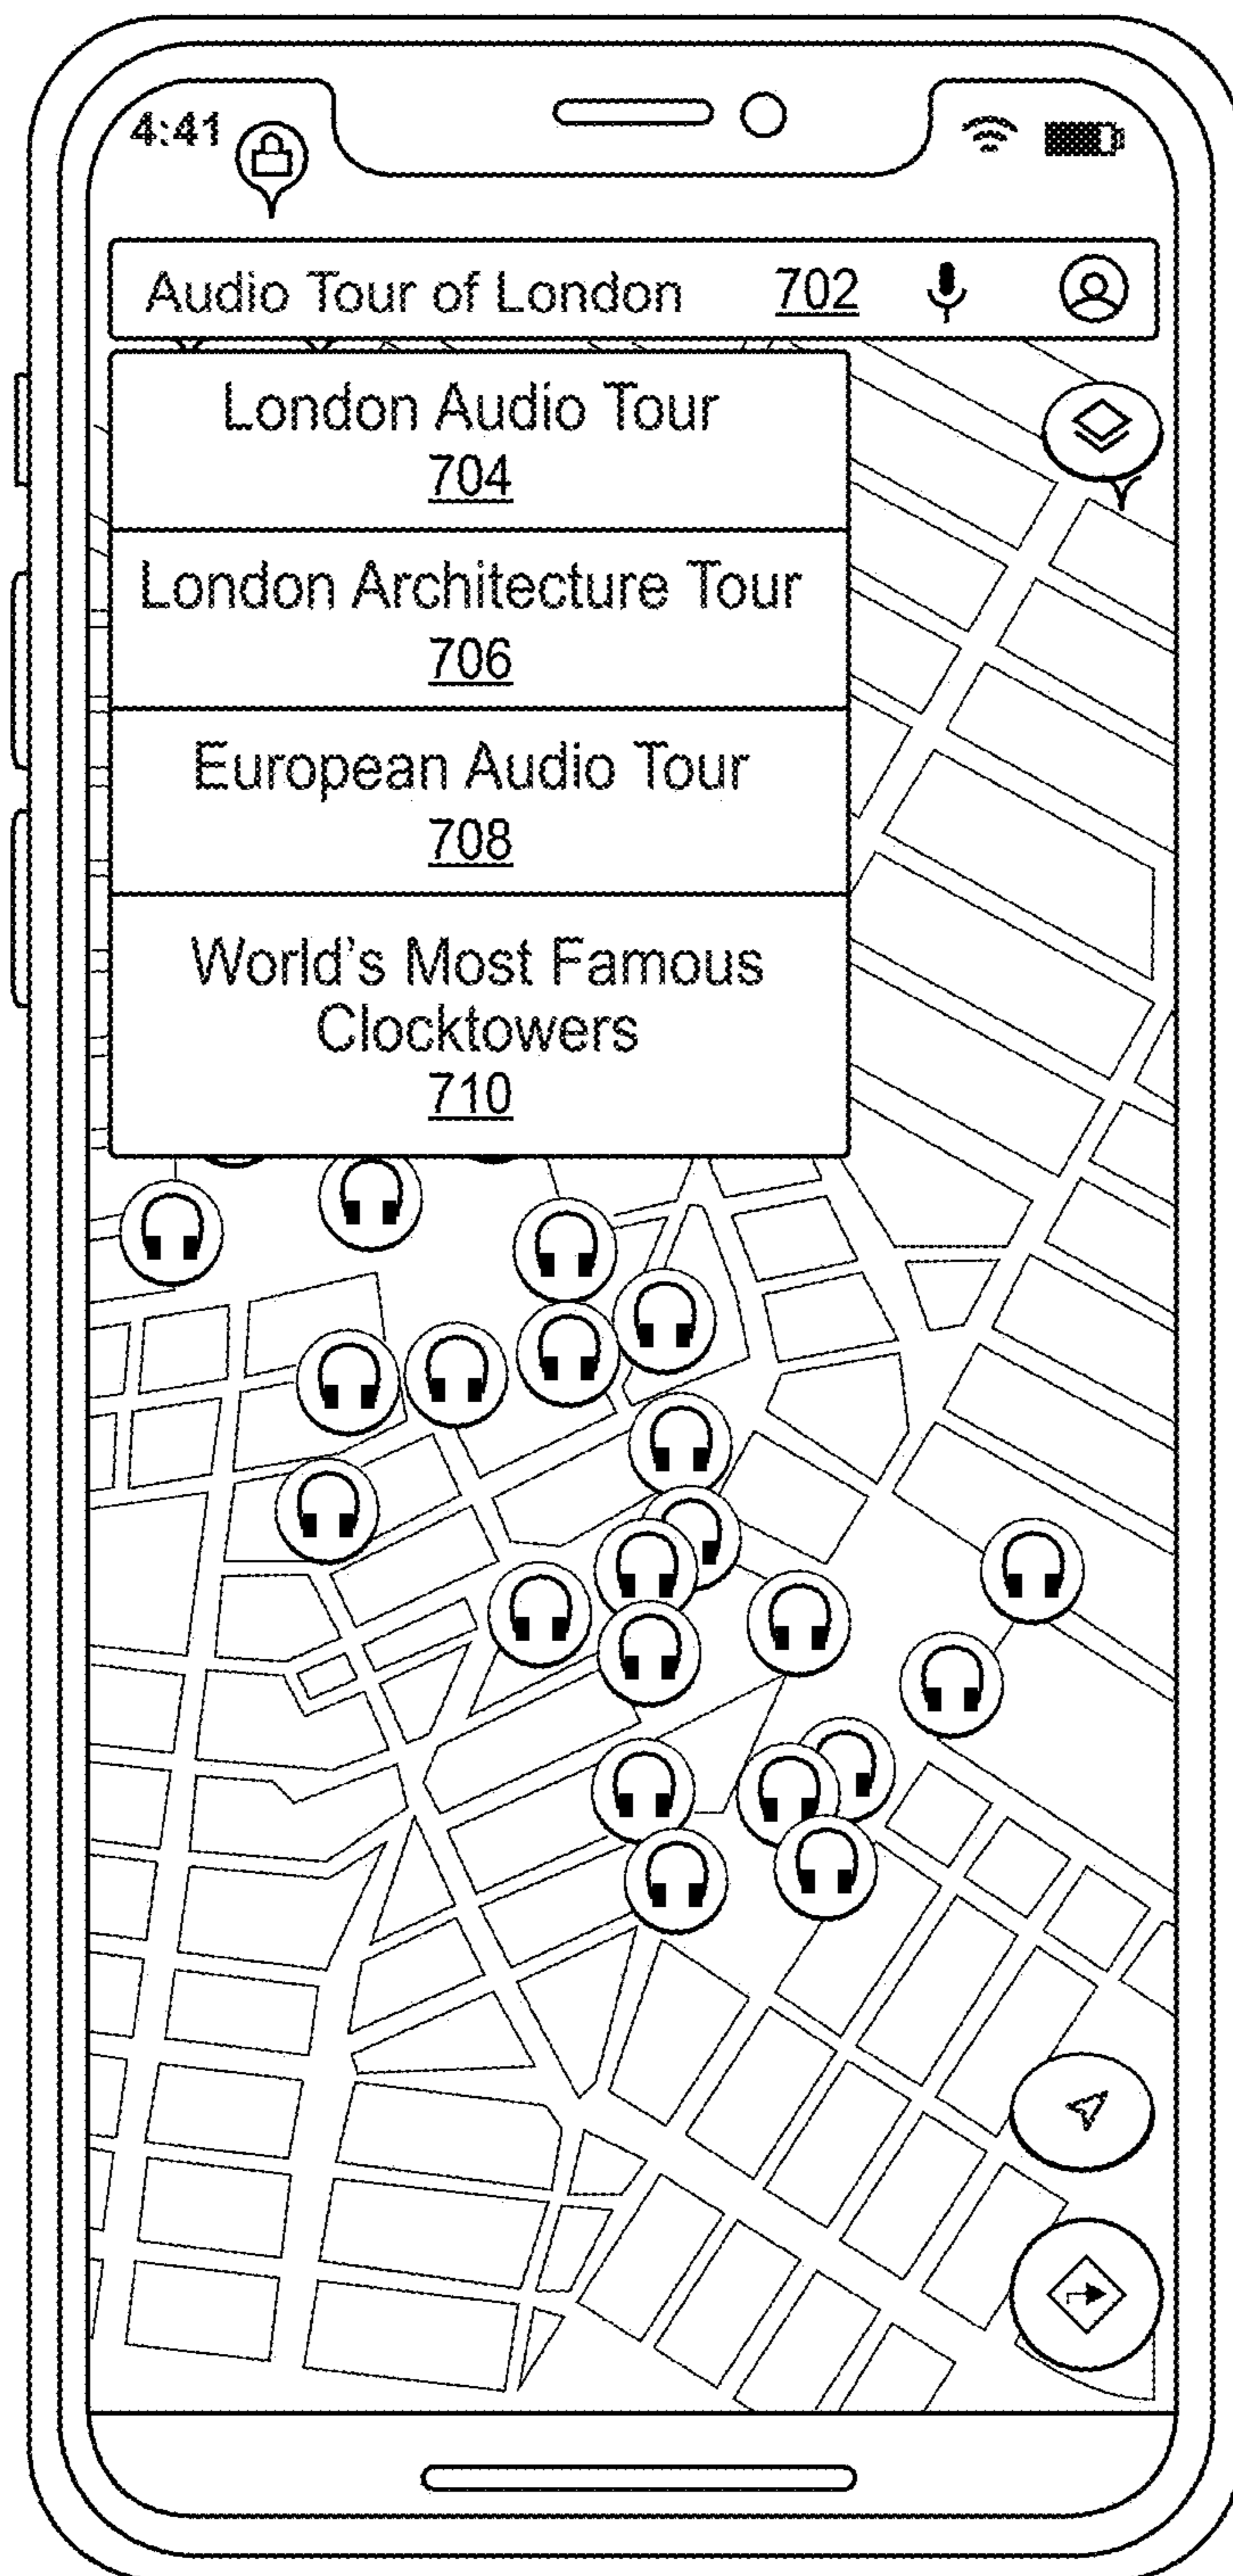 4:41
Audio Tour of London 702
London Audio Tour
704
London Architecture Tour
706
European Audio Tour
708
World's Most Famous
Clocktowers
710